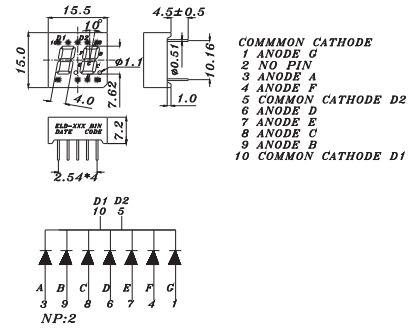 15.5
10°
D1 D2
15.0
4.0
7.62
Φ1.1
4.5±0.5
Φ0.51
10.16
1.0
COMMMON CATHODE
1 ANODE G
2 NO PIN
3 ANODE A
4 ANODE F
5 COMMON CATHODE D2
6 ANODE D
7 ANODE E
8 ANODE C
9 ANODE B
10 COMMON CATHODE D1
ELD-XXX BIN
DATE CODE
7.2
2.54*4
D1 D2
10 5
A B C D E F G
3 9 8 6 7 4 1
NP:2